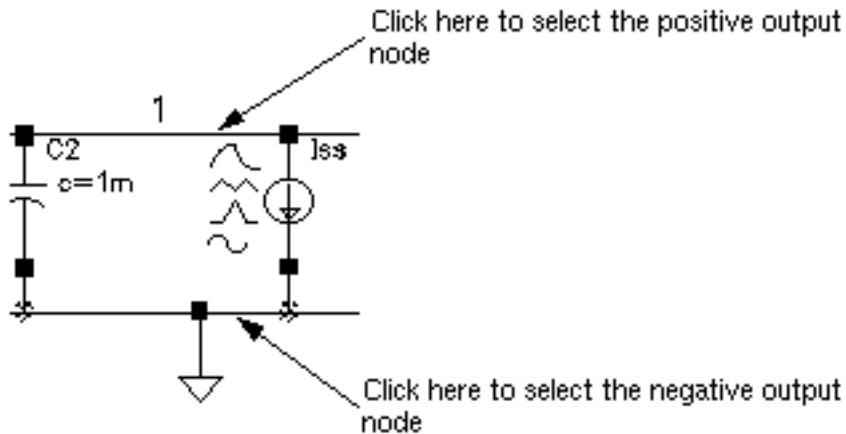 Click here to select the positive output
node
1
C2
Iss
c=1m
Click here to select the negative output
node